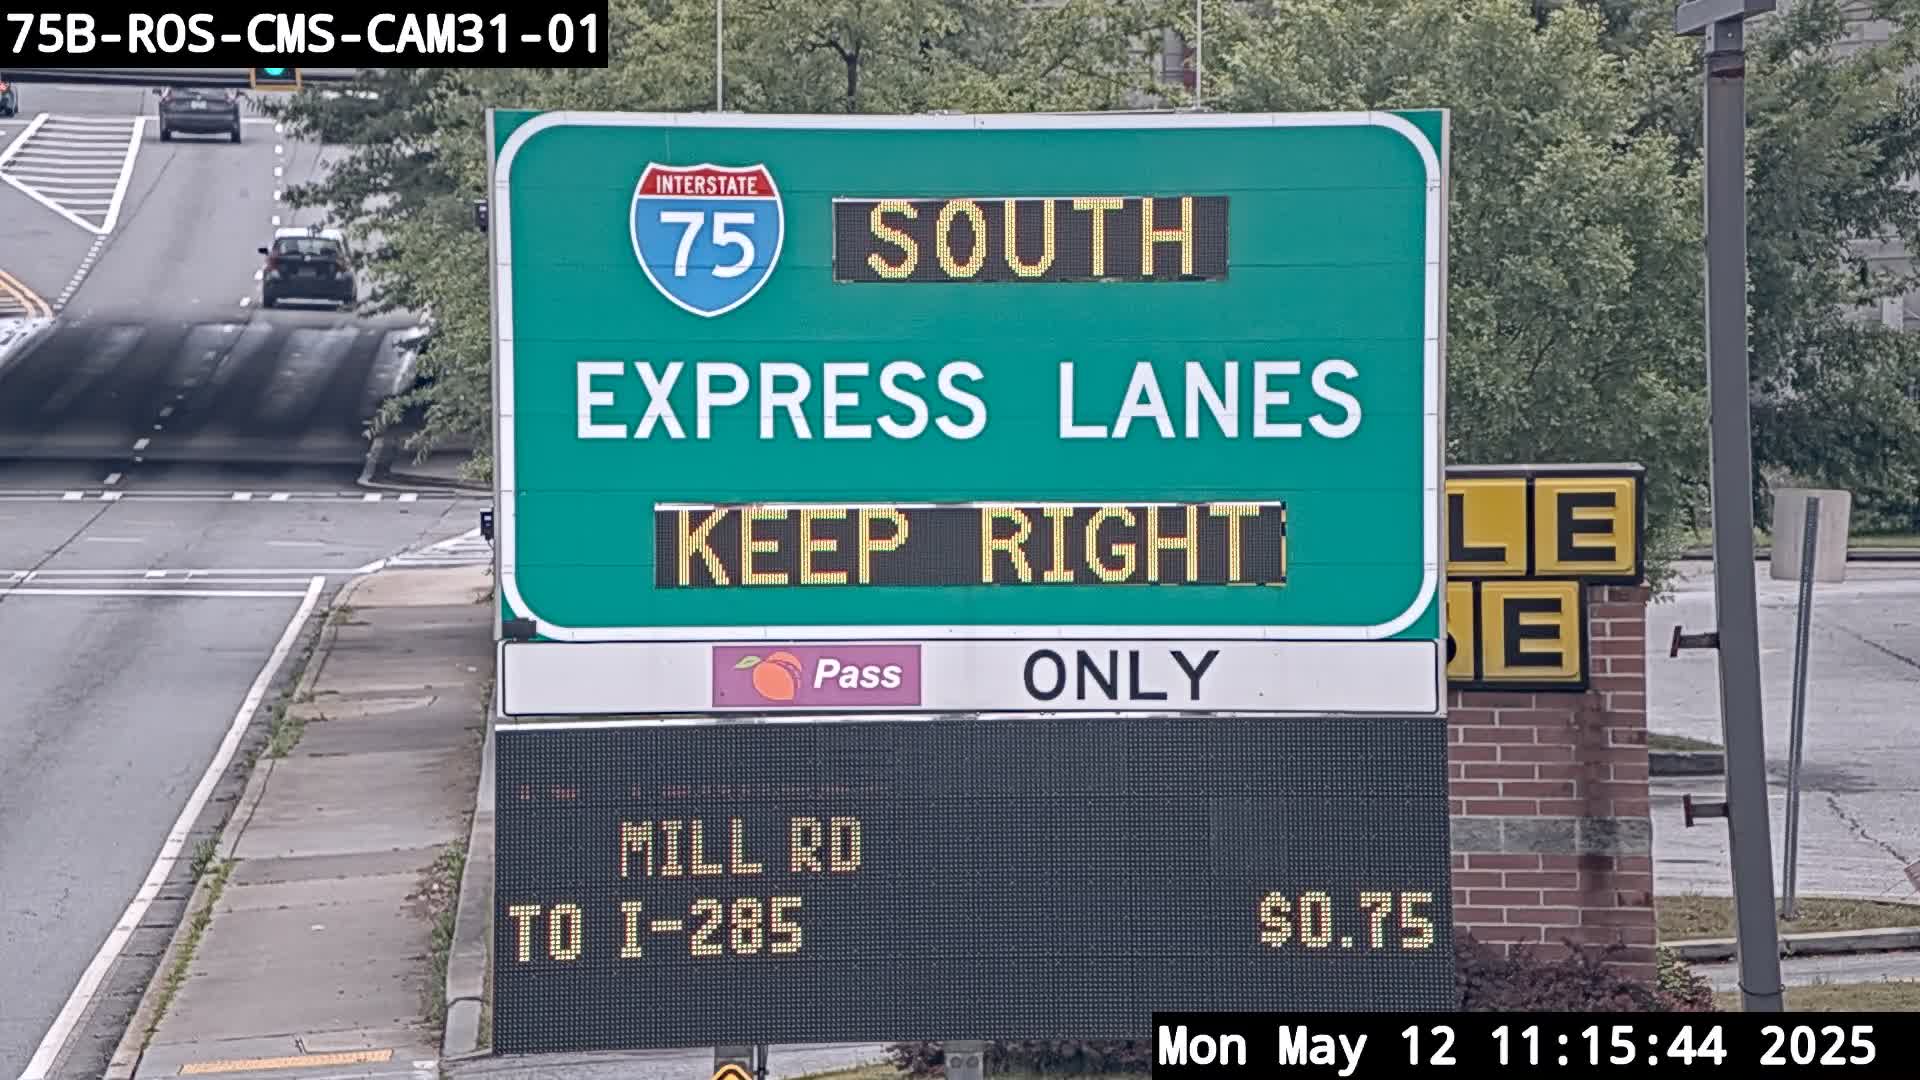 75B-ROS-CMS-CAM31-01
INTERSTATE
75
SOUTH
EXPRESS LANES
KEEP RIGHT
LE
E
Pass ONLY
MILL RD
TO I-285 $0.75
Mon May 12 11:15:44 2025